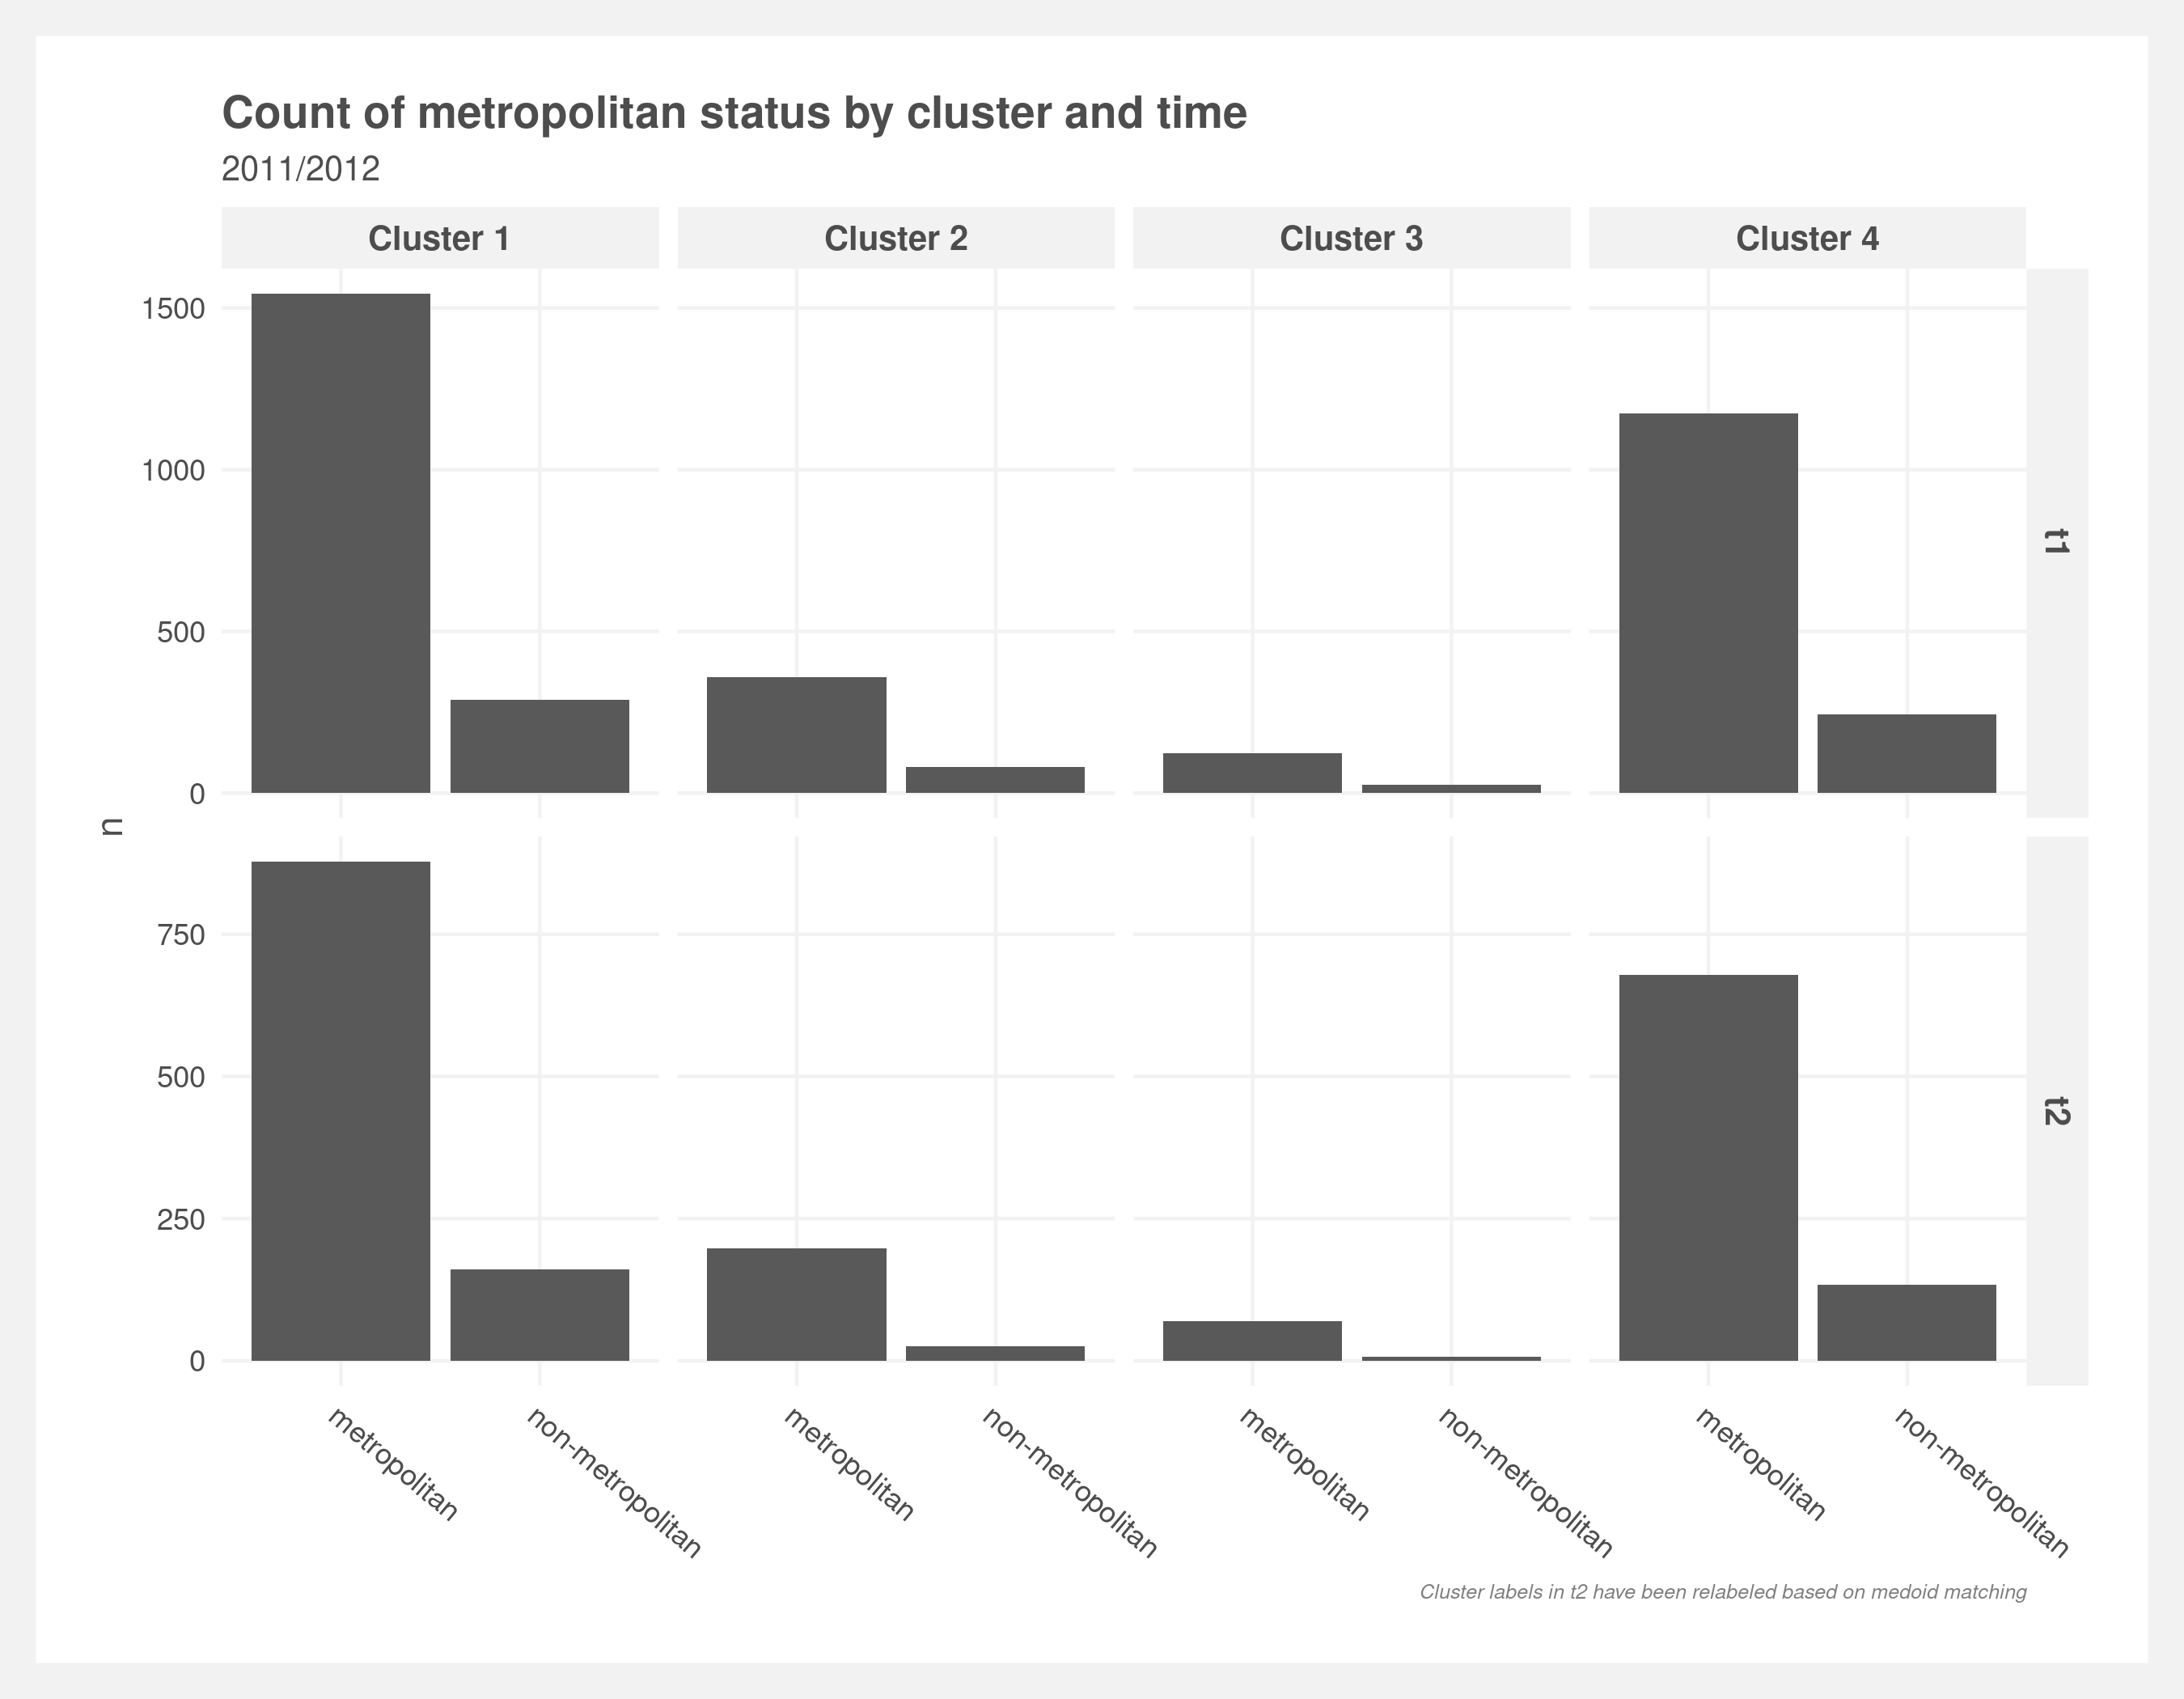 Count of metropolitan status by cluster and time
2011/2012
Cluster 1
Cluster 2
Cluster 3
Cluster 4
1500
1000
500
0
t1
n
750
500
250
0
t2
metropolitan
non-metropolitan
metropolitan
non-metropolitan
metropolitan
non-metropolitan
metropolitan
non-metropolitan
Cluster labels in t2 have been relabeled based on medoid matching